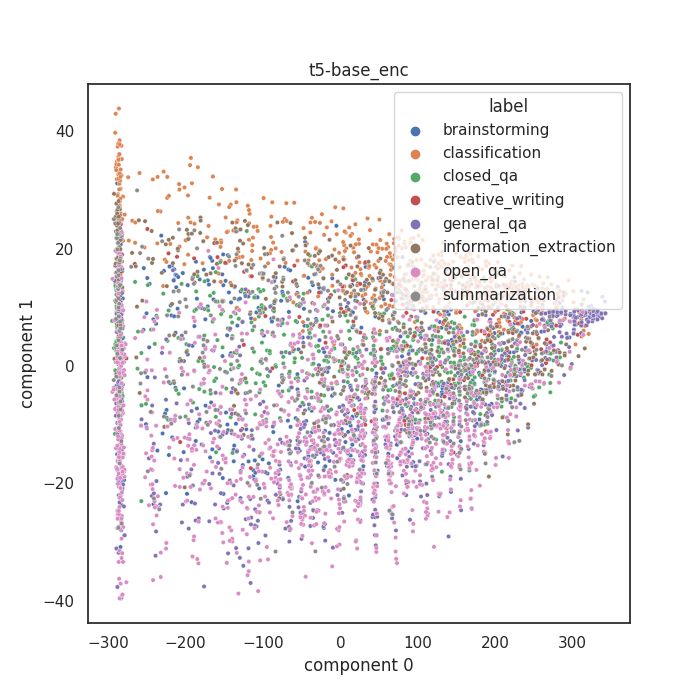 t5-base_enc
label
brainstorming
classification
closed_qa
creative_writing
general_qa
information_extraction
open_qa
summarization
40
20
0
−20
−40
component 1
−300 −200 −100 0 100 200 300
component 0